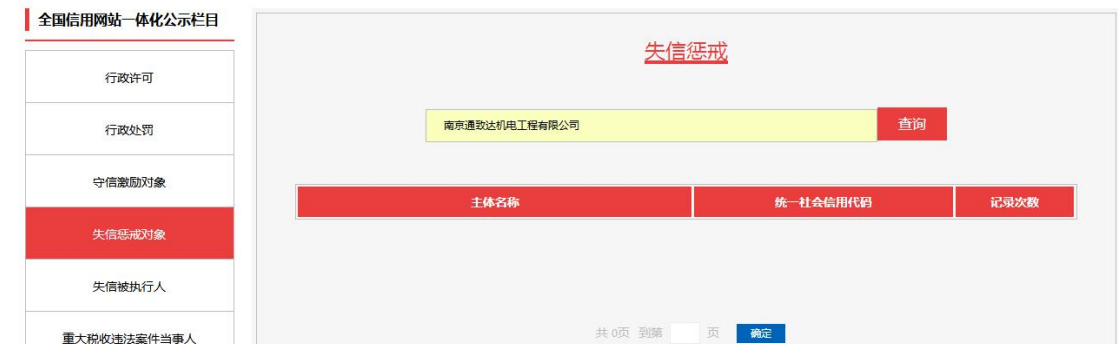 全国信用网站一体化公示栏目
行政许可
行政处罚
守信激励对象
失信惩戒对象
失信被执行人
重大税收违法案件当事人
失信惩戒
南京通致达机电工程有限公司 查询
主体名称 统一社会信用代码 记录次数
共 0页 到第 页 确定